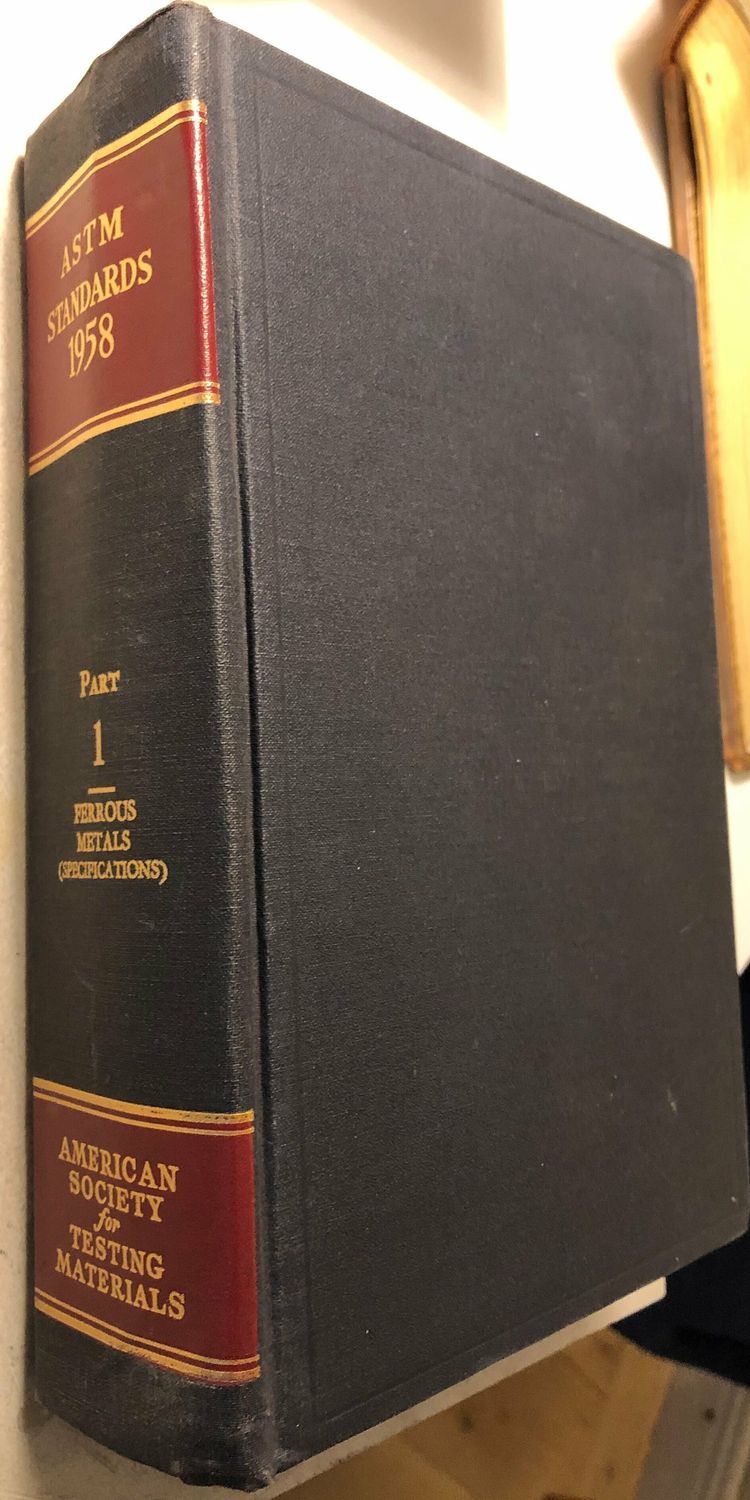 ASTM
STANDARDS
1958
PART
1
FERROUS
METALS
(SPECIFICATIONS)
AMERICAN
SOCIETY
for
TESTING
MATERIALS